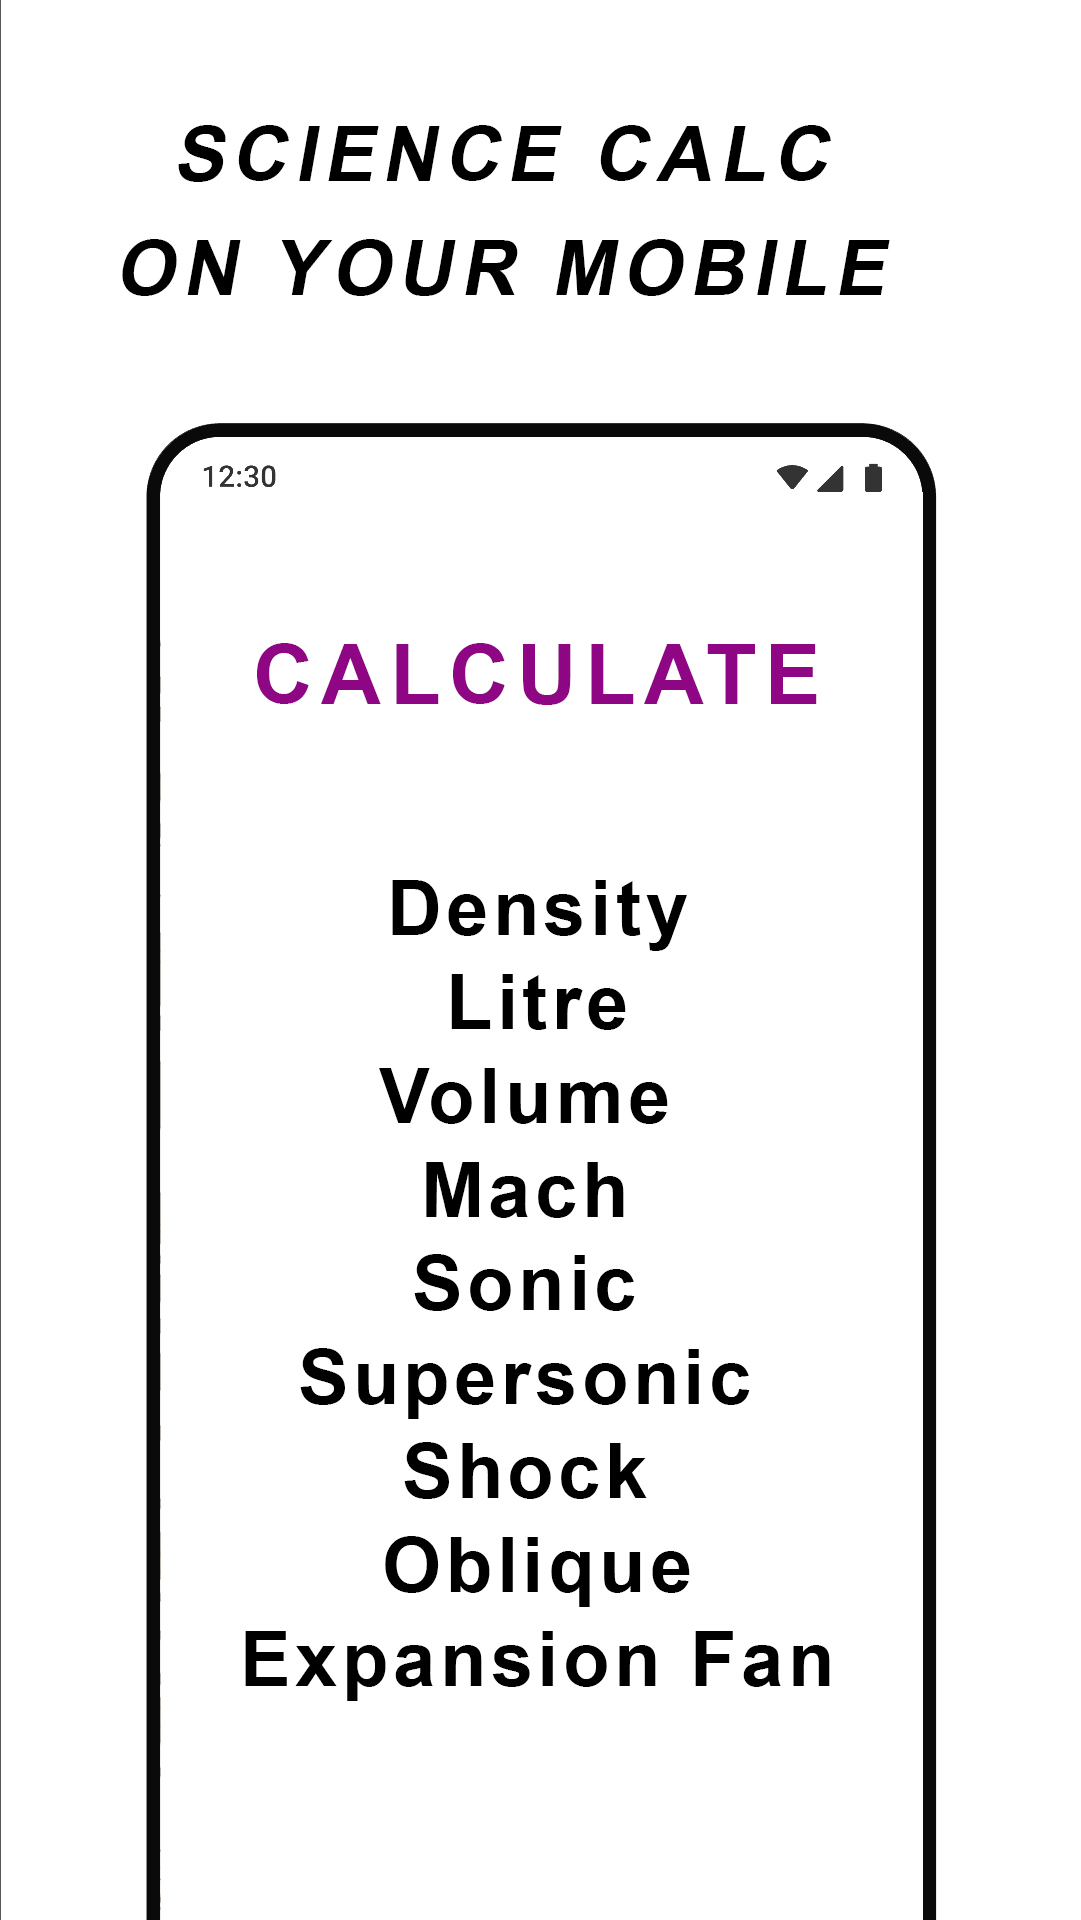 SCIENCE CALC
ON YOUR MOBILE
12:30
CALCULATE
Density
Litre
Volume
Mach
Sonic
Supersonic
Shock
Oblique
Expansion Fan